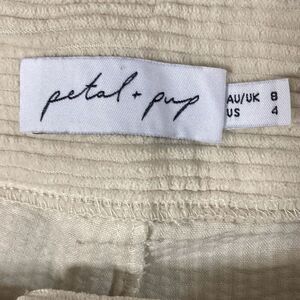 petal + pup
AU/UK 8
US 4